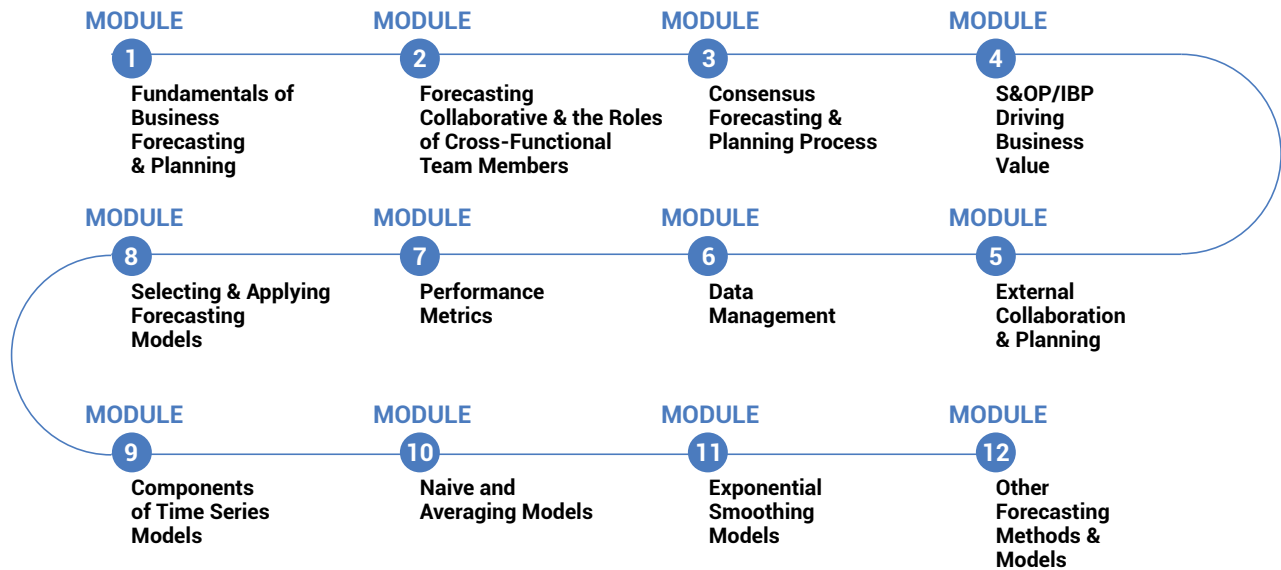 MODULE
1
Fundamentals of
Business
Forecasting
& Planning
MODULE
2
Forecasting
Collaborative & the Roles
of Cross-Functional
Team Members
MODULE
3
Consensus
Forecasting &
Planning Process
MODULE
4
S&OP/IBP
Driving
Business
Value
MODULE
5
External
Collaboration
& Planning
MODULE
6
Data
Management
MODULE
7
Performance
Metrics
MODULE
8
Selecting & Applying
Forecasting
Models
MODULE
9
Components
of Time Series
Models
MODULE
10
Naive and
Averaging Models
MODULE
11
Exponential
Smoothing
Models
MODULE
12
Other
Forecasting
Methods &
Models